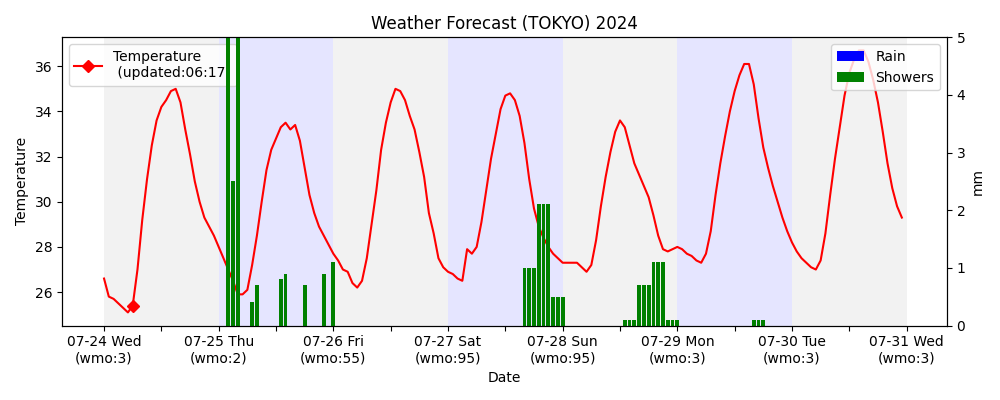 Weather Forecast (TOKYO) 2024
Temperature
(updated:06:17
Rain
Showers
Temperature
36
34
32
30
28
26
5
4
3
2
1
0
mm
07-24 Wed
(wmo:3)
07-25 Thu
(wmo:2)
07-26 Fri
(wmo:55)
07-27 Sat
(wmo:95)
07-28 Sun
(wmo:95)
07-29 Mon
(wmo:3)
07-30 Tue
(wmo:3)
07-31 Wed
(wmo:3)
Date